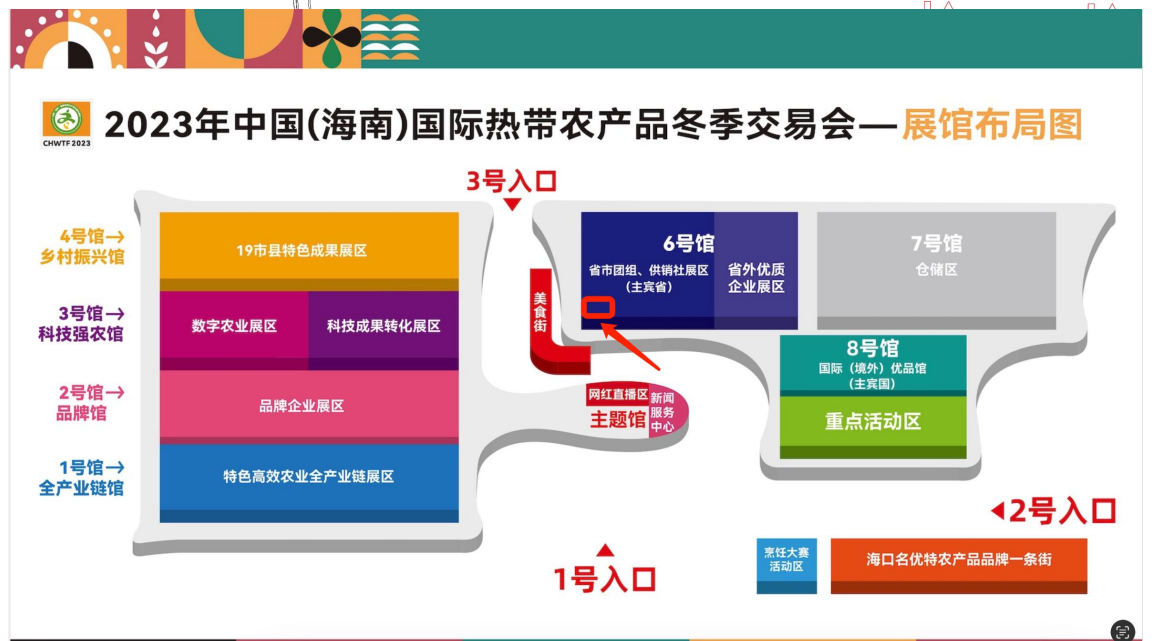 CHWTF2023
2023年中国(海南)国际热带农产品冬季交易会—展馆布局图
3号入口
4号馆→
乡村振兴馆
19市县特色成果展区
3号馆→
科技强农馆
数字农业展区
科技成果转化展区
2号馆→
品牌馆
品牌企业展区
1号馆→
全产业链馆
特色高效农业全产业链展区
美食街
6号馆
省市团组、供销社展区
(主宾省)
省外优质
企业展区
7号馆
仓储区
网红直播区
主题馆
新闻
服务
中心
8号馆
国际（境外）优品馆
(主宾国)
重点活动区
2号入口
1号入口
烹饪大赛
活动区
海口名优特农产品品牌一条街